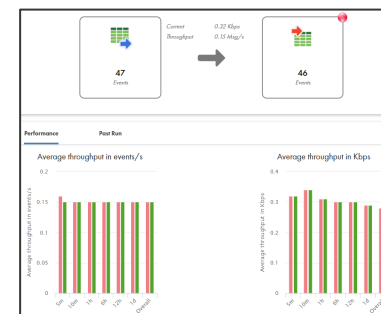 Current 0.32 Kbps
Throughput 0.15 Msg/s
47
Events
46
Events
Performance Past Run
Average throughput in events/s
Average throughput in events/s
0.2
0.15
0.1
0.05
0
5m 10m 1h 6h 12h 1d Overall
Average throughput in Kbps
Average throughput in Kbps
0.4
0.3
0.2
0.1
0
5m 10m 1h 6h 12h 1d Overall